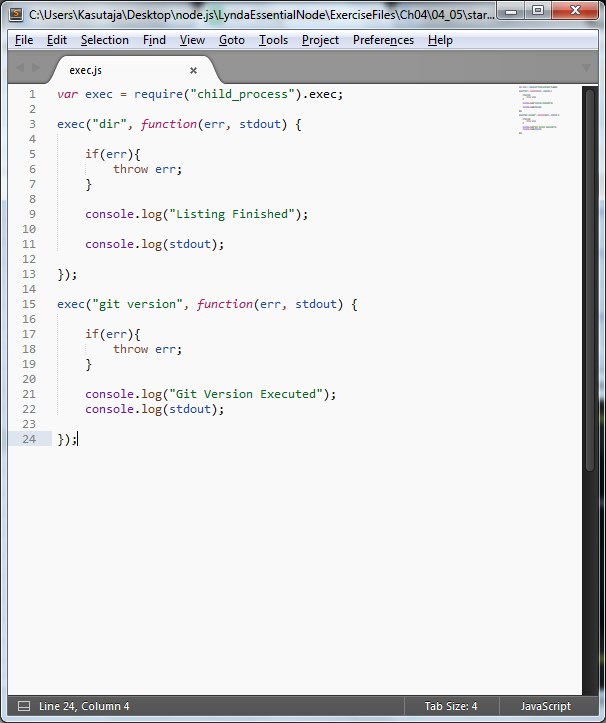 C:\Users\Kasutaja\Desktop\node.js\LyndaEssentialNode\ExerciseFiles\Ch04\04_05\star...
File Edit Selection Find View Goto Tools Project Preferences Help
exec.js
1 var exec = require("child_process").exec;
2
3 exec("dir", function(err, stdout) {
4
5 if(err){
6 throw err;
7 }
8
9 console.log("Listing Finished");
10
11 console.log(stdout);
12
13 });
14
15 exec("git version", function(err, stdout) {
16
17 if(err){
18 throw err;
19 }
20
21 console.log("Git Version Executed");
22 console.log(stdout);
23
24 });
Line 24, Column 4 Tab Size: 4 JavaScript